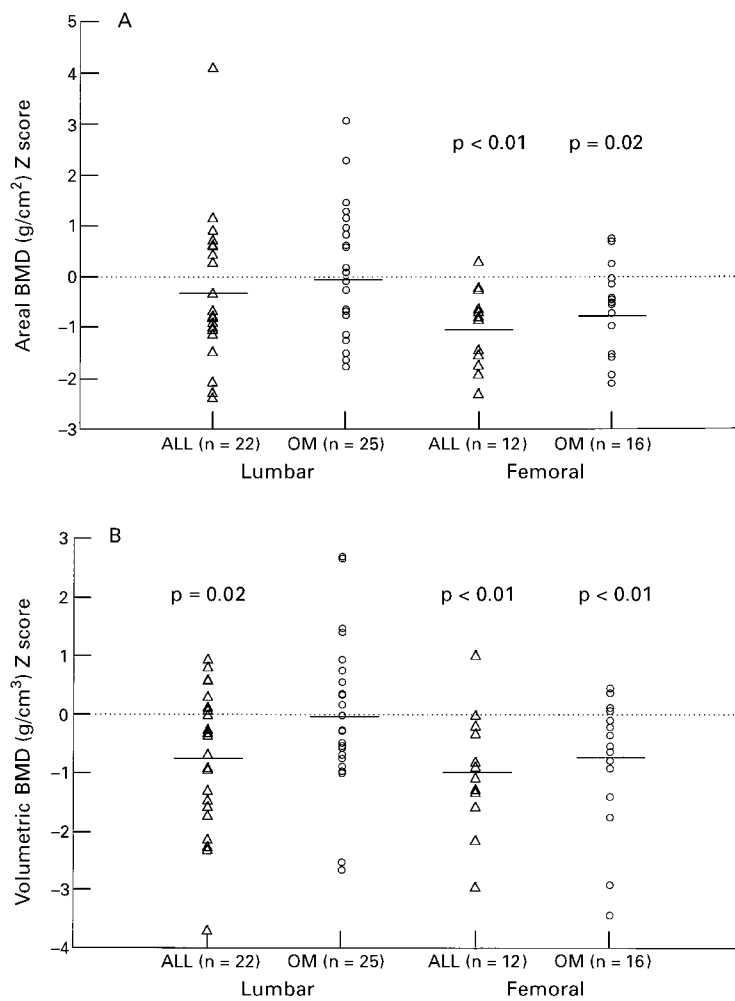 A
Areal BMD (g/cm²) Z score
5
4
3
2
1
0
–1
–2
–3
p < 0.01 p = 0.02
ALL (n = 22) OM (n = 25) ALL (n = 12) OM (n = 16)
Lumbar Femoral
B
Volumetric BMD (g/cm³) Z score
3
2
1
0
–1
–2
–3
–4
p = 0.02 p < 0.01 p < 0.01
ALL (n = 22) OM (n = 25) ALL (n = 12) OM (n = 16)
Lumbar Femoral